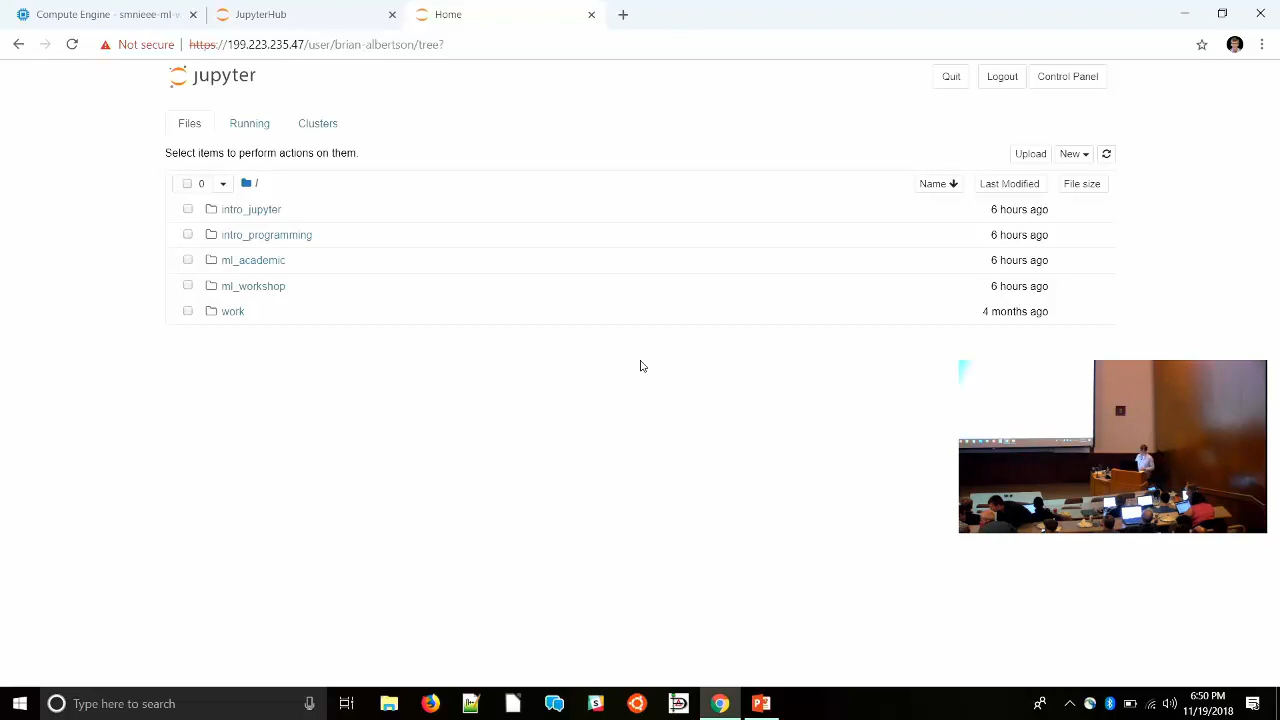 Compute Engine - smnieee-ml-w
JupyterHub
Home
Not secure https://199.223.235.47/user/brian-albertson/tree?
jupyter
Quit
Logout
Control Panel
Files
Running
Clusters
Select items to perform actions on them.
Upload
New
0
/
Name
Last Modified
File size
intro_jupyter
6 hours ago
intro_programming
6 hours ago
ml_academic
6 hours ago
ml_workshop
6 hours ago
work
4 months ago
Type here to search
6:50 PM
11/19/2018